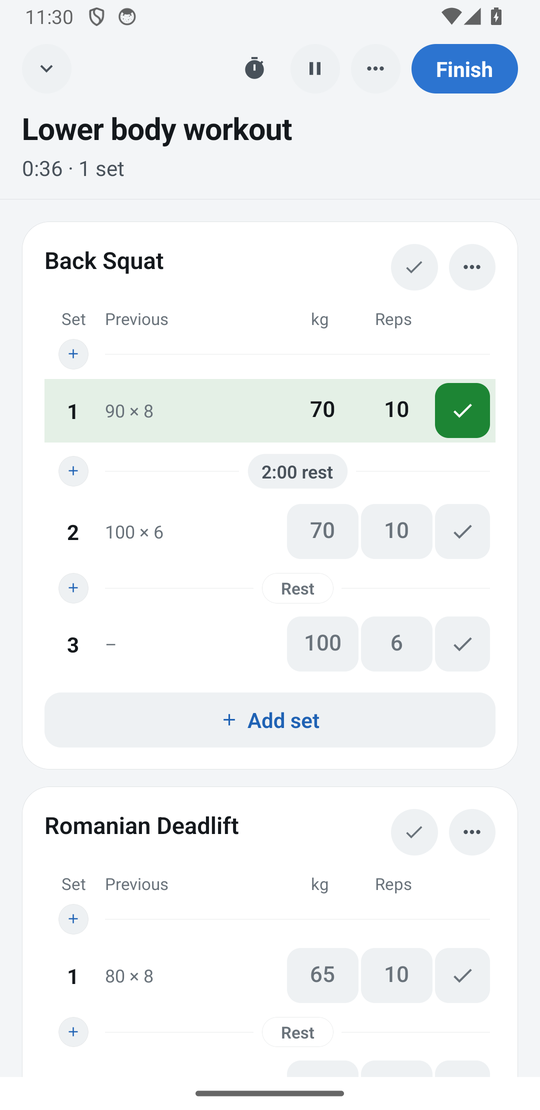 11:30
Finish
Lower body workout
0:36 · 1 set
Back Squat
Set Previous kg Reps
+
1 90 × 8 70 10
+ 2:00 rest
2 100 × 6 70 10
+ Rest
3 – 100 6
+ Add set
Romanian Deadlift
Set Previous kg Reps
+
1 80 × 8 65 10
+ Rest